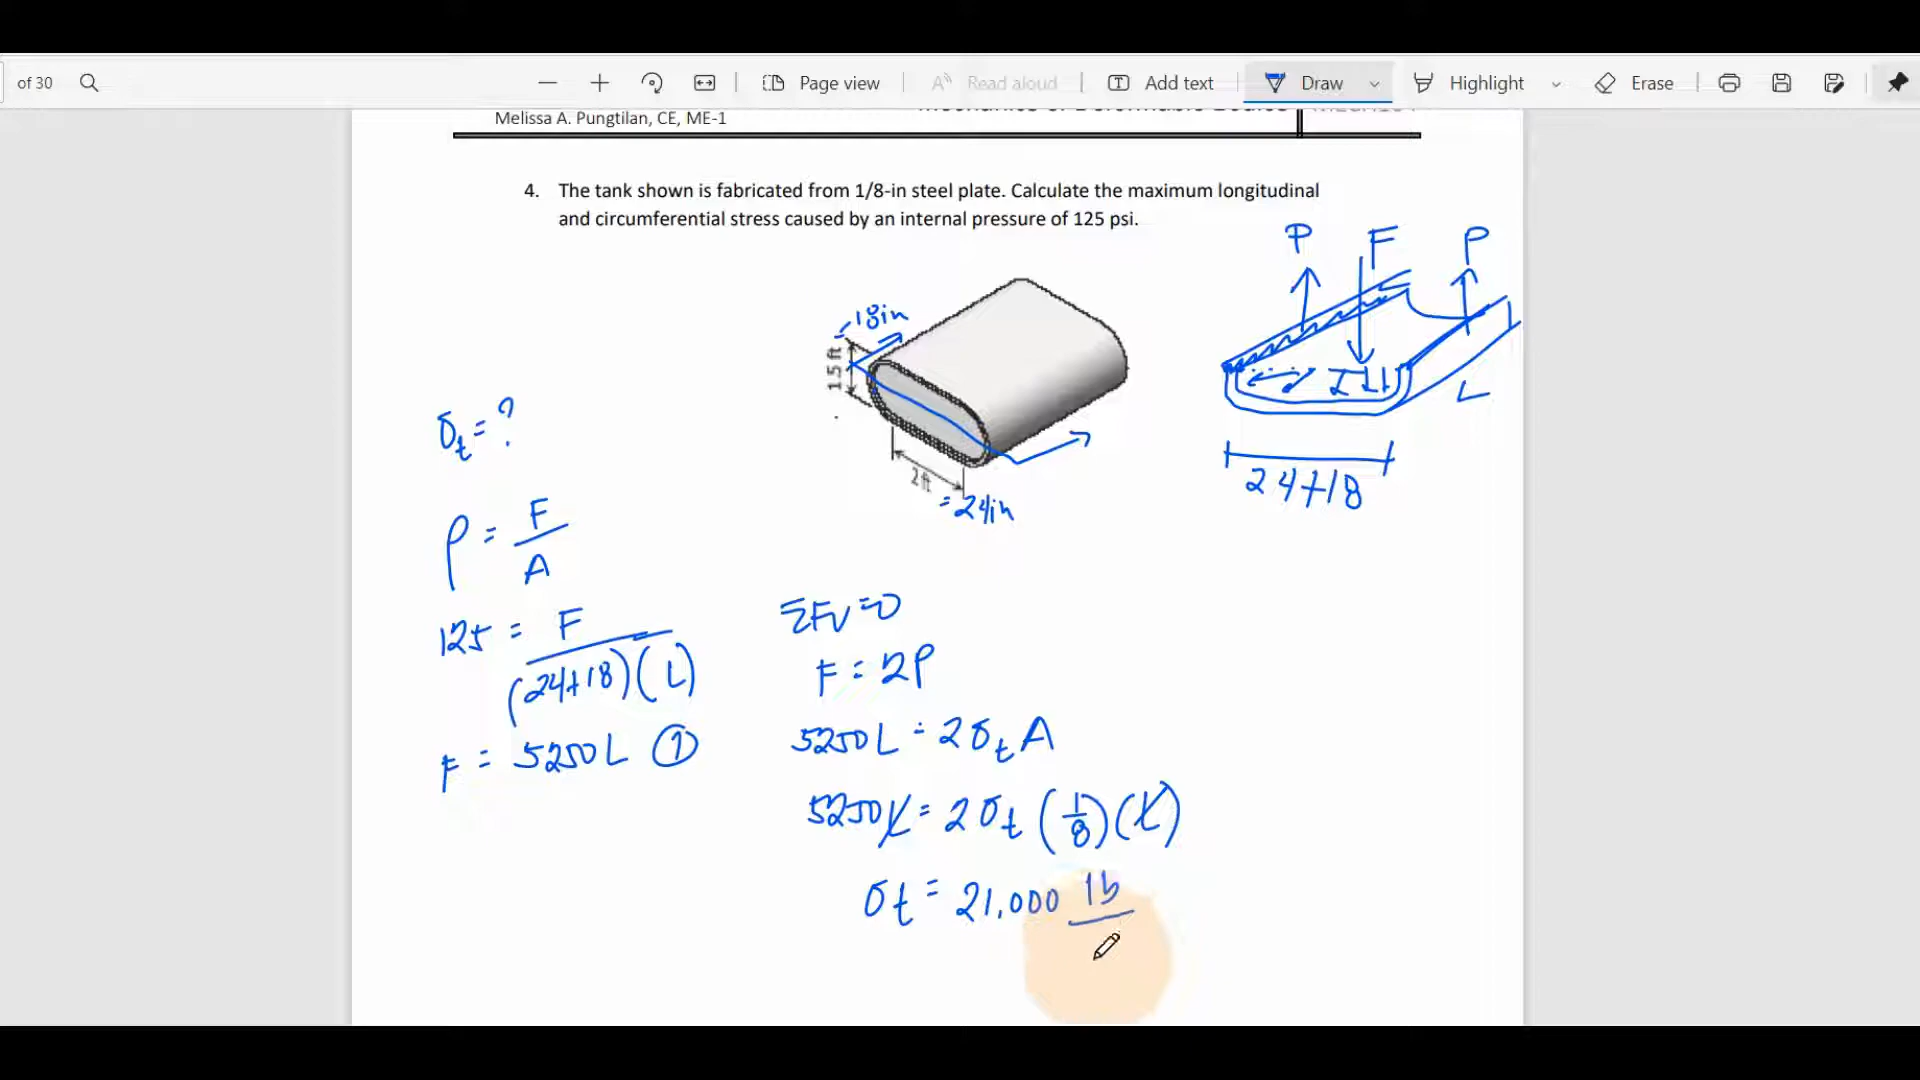 of 30
Page view
Read aloud
Add text
Draw
Highlight
Erase
Melissa A. Pungtilan, CE, ME-1
4. The tank shown is fabricated from 1/8-in steel plate. Calculate the maximum longitudinal
and circumferential stress caused by an internal pressure of 125 psi.
P F P
18in
1.5 ft
2 ft
= 24in
L
24+18
σt = ?
ρ = F/A
125 = F/(24+18)(L)
F = 5250L ①
ΣFv=0
F = 2P
5250L = 2σt A
5250L = 2σt (1/8)(L)
σt = 21,000 lb